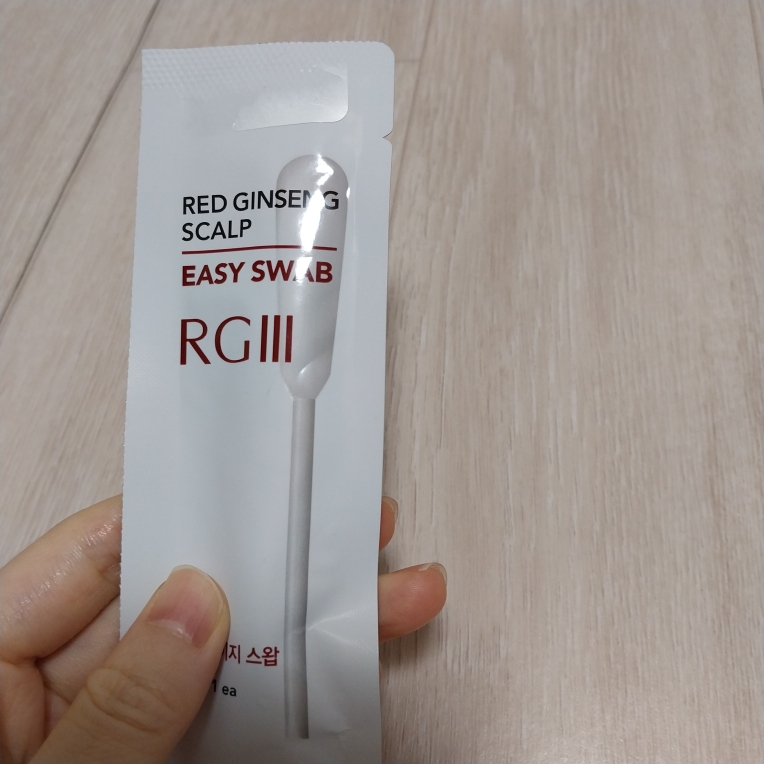 RED GINSENG
SCALP
EASY SWAB
RGIII
스왑
1 ea